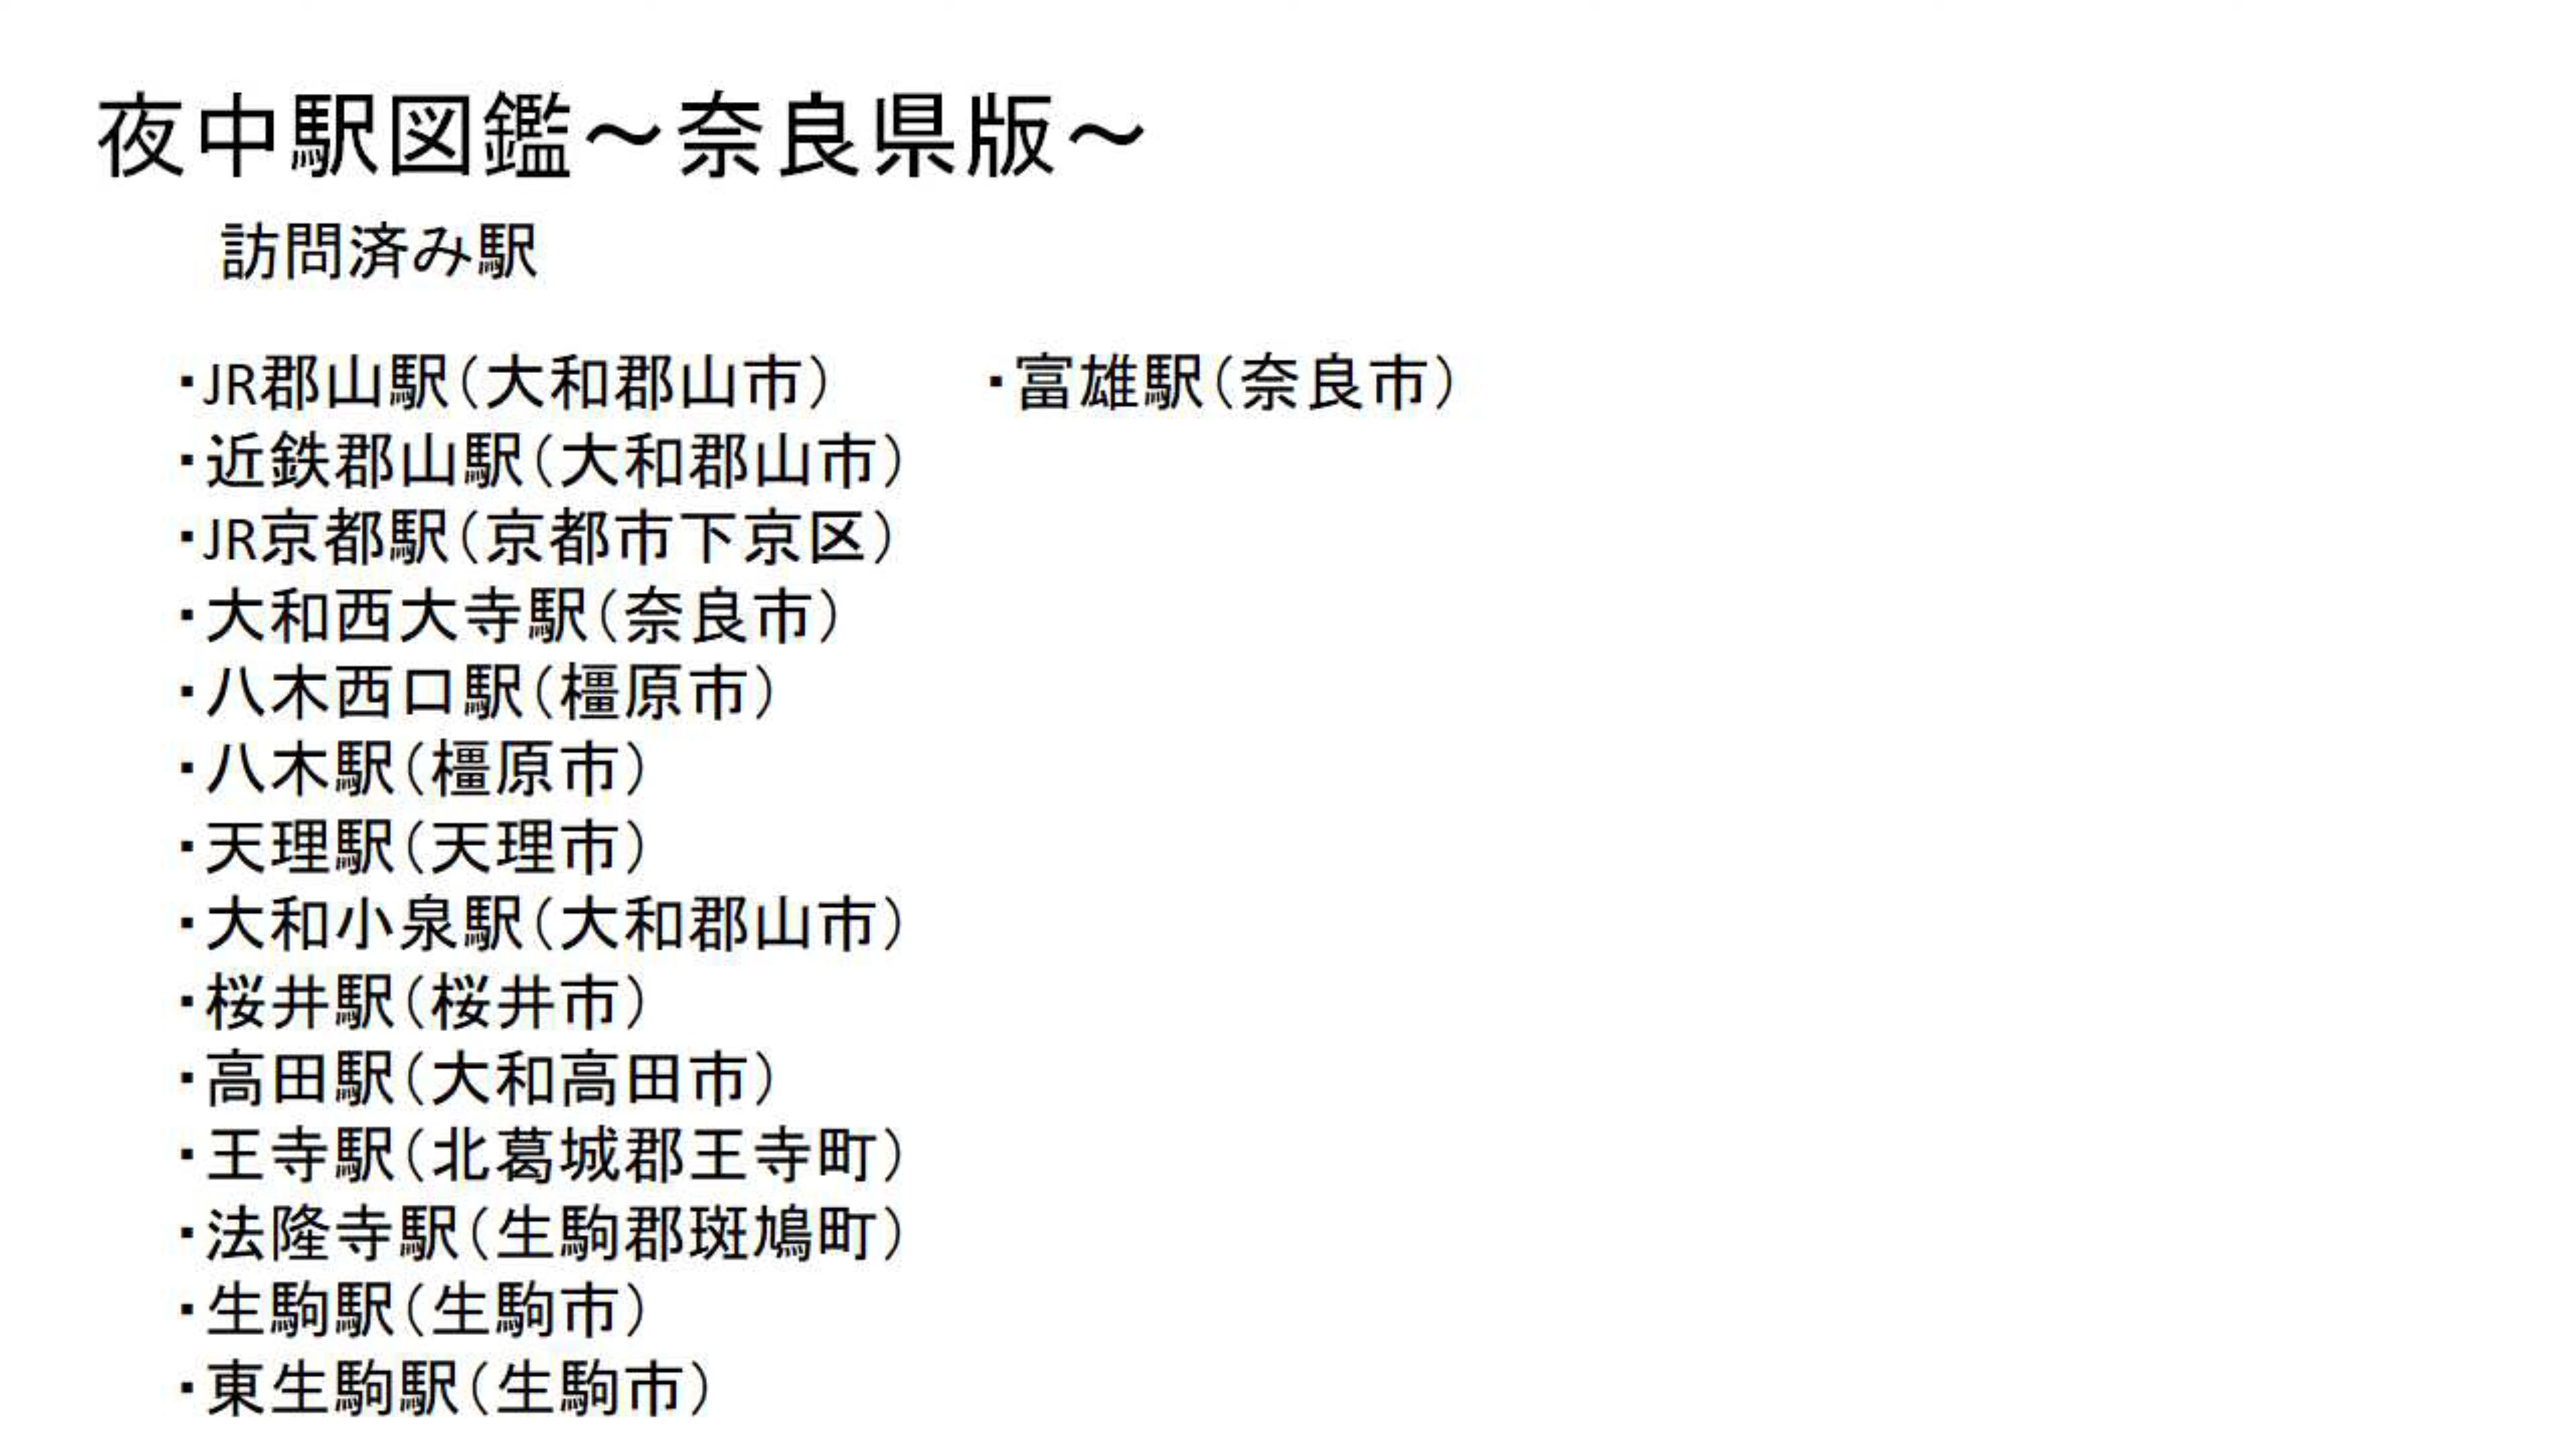 夜中駅図鑑～奈良県版～
訪問済み駅
・JR郡山駅（大和郡山市）
・近鉄郡山駅（大和郡山市）
・JR京都駅（京都市下京区）
・大和西大寺駅（奈良市）
・八木西口駅（橿原市）
・八木駅（橿原市）
・天理駅（天理市）
・大和小泉駅（大和郡山市）
・桜井駅（桜井市）
・高田駅（大和高田市）
・王寺駅（北葛城郡王寺町）
・法隆寺駅（生駒郡斑鳩町）
・生駒駅（生駒市）
・東生駒駅（生駒市）
・富雄駅（奈良市）